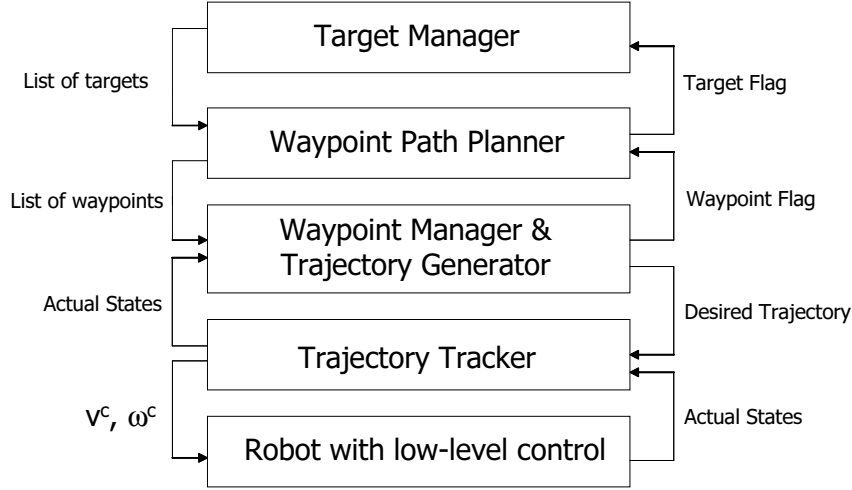 Target Manager
List of targets
Target Flag
Waypoint Path Planner
List of waypoints
Waypoint Flag
Waypoint Manager &
Trajectory Generator
Actual States
Desired Trajectory
Trajectory Tracker
vᶜ, ωᶜ
Actual States
Robot with low-level control